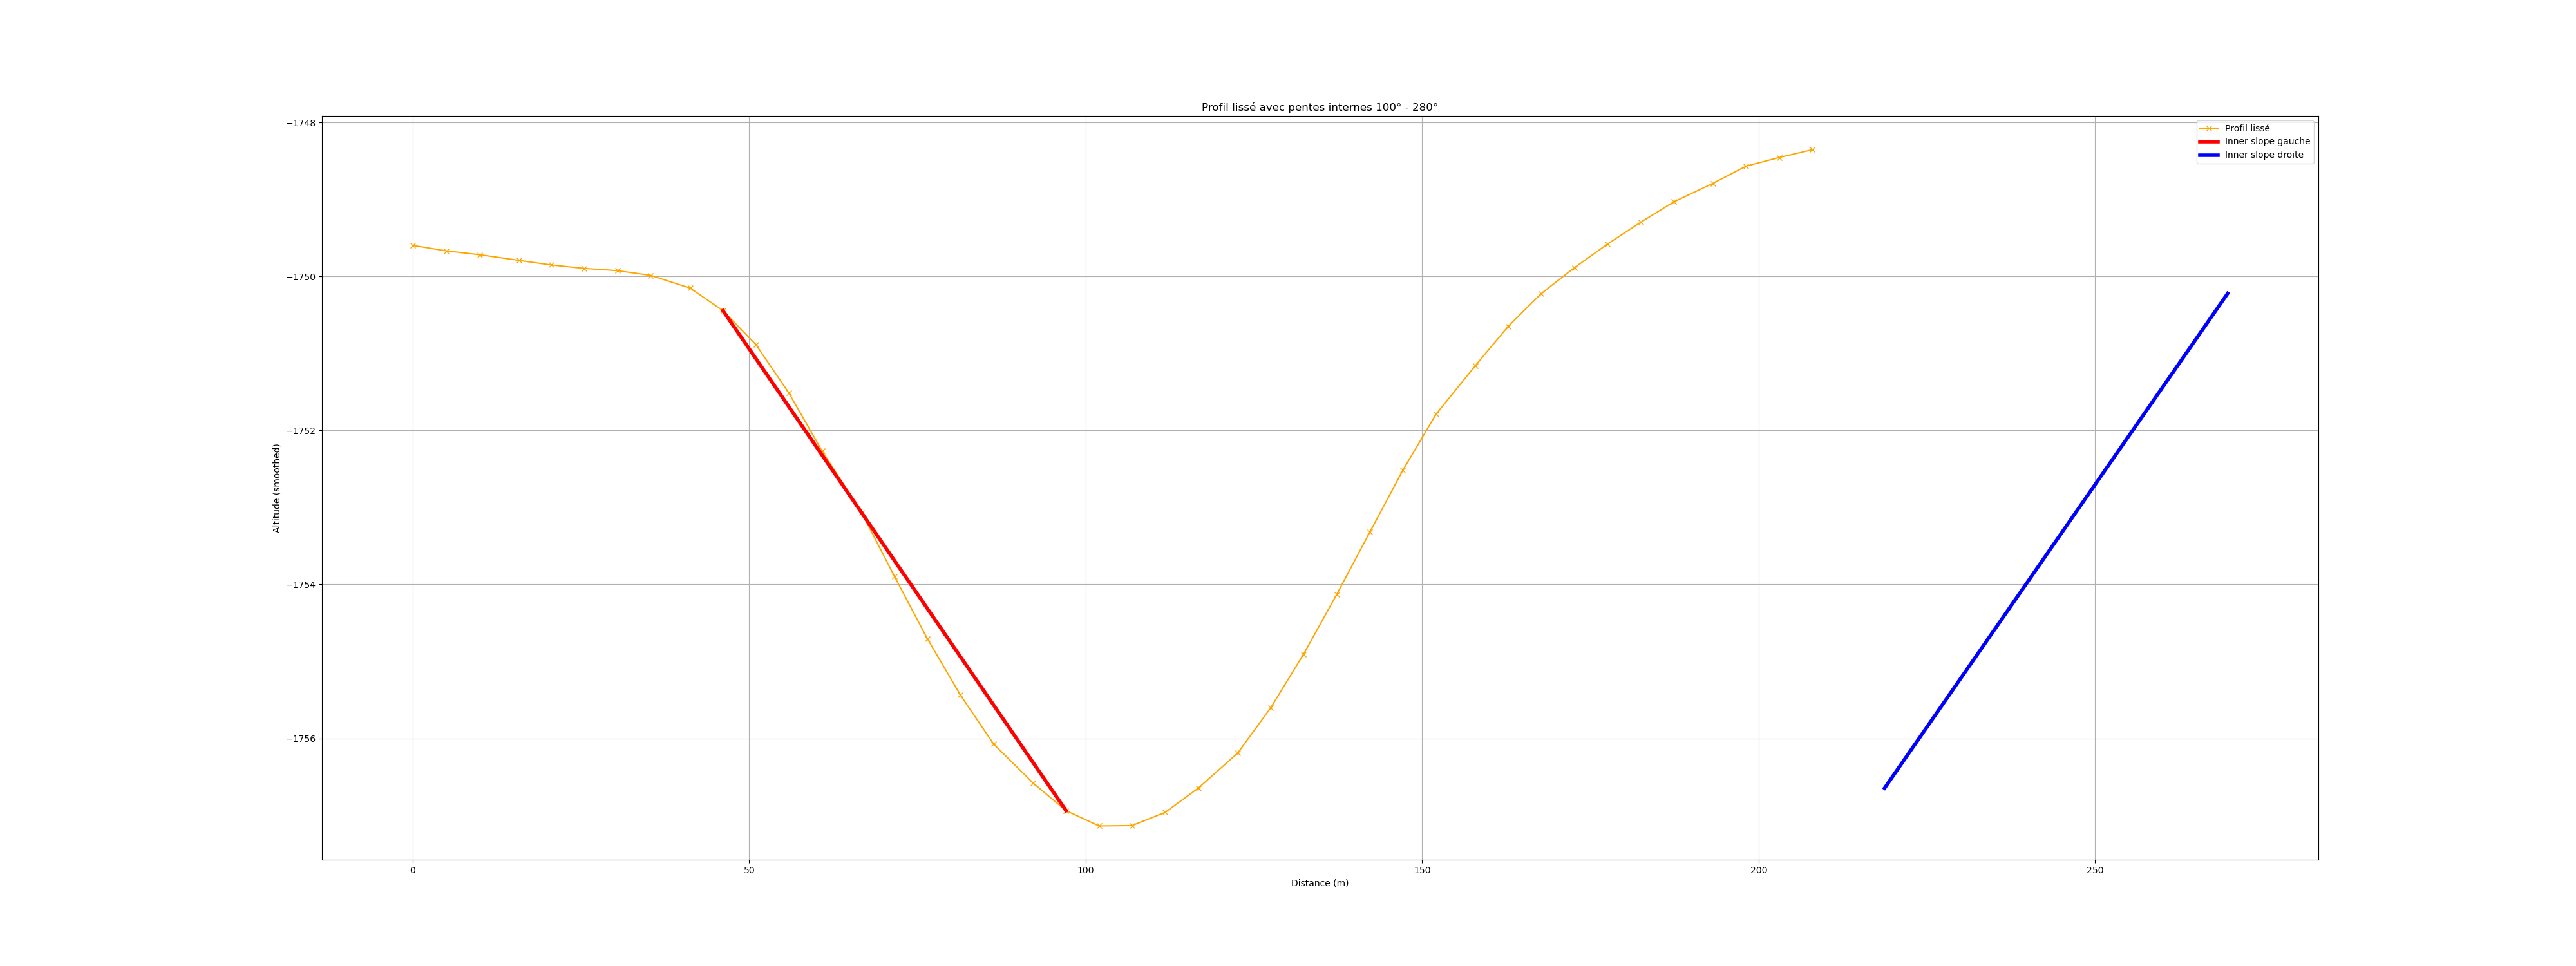 Profil lissé avec pentes internes 100° - 280°
Profil lissé
Inner slope gauche
Inner slope droite
Altitude (smoothed)
−1748
−1750
−1752
−1754
−1756
0
50
100
150
200
250
Distance (m)